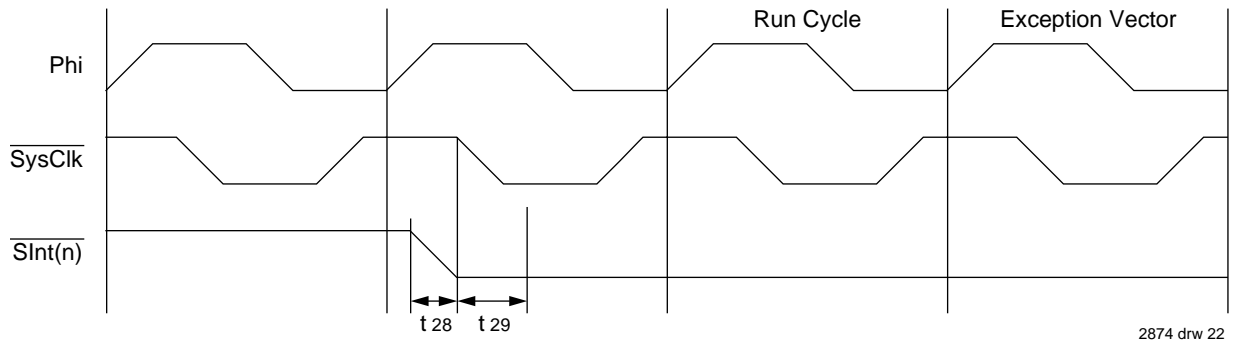 Run Cycle
Exception Vector
Phi
SysClk
SInt(n)
t 28
t 29
2874 drw 22